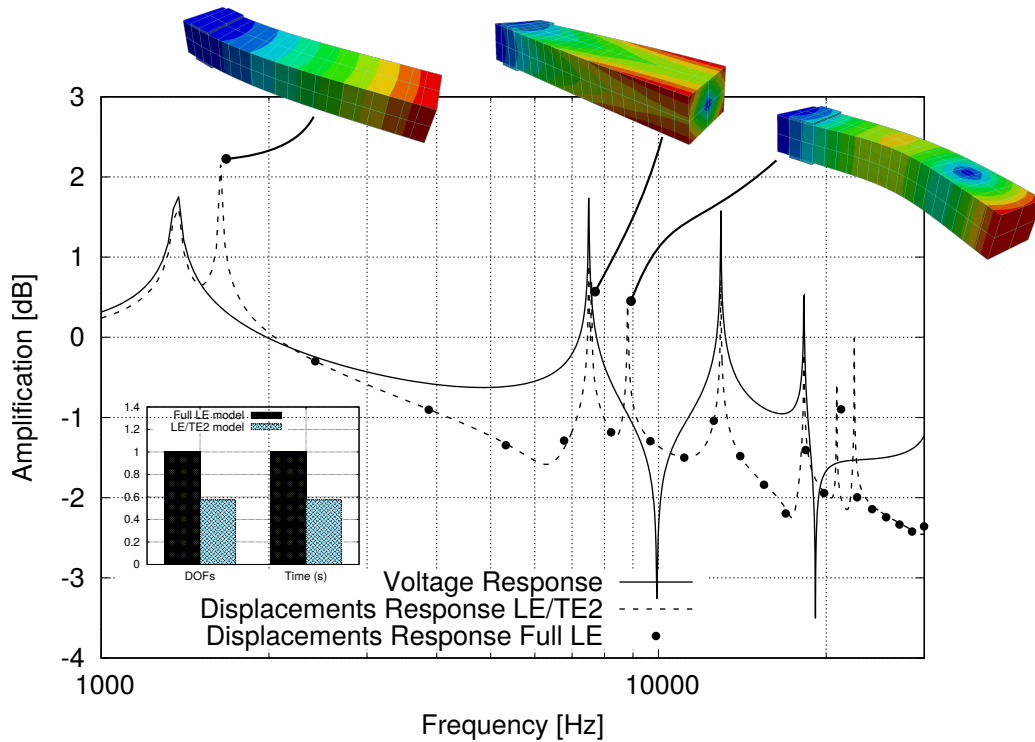 3
2
1
0
-1
-2
-3
-4
Amplification [dB]
1.4
1.2
1
0.8
0.6
0.4
0.2
0
Full LE model
LE/TE2 model
DOFs
Time (s)
Voltage Response
Displacements Response LE/TE2
Displacements Response Full LE
1000
10000
Frequency [Hz]